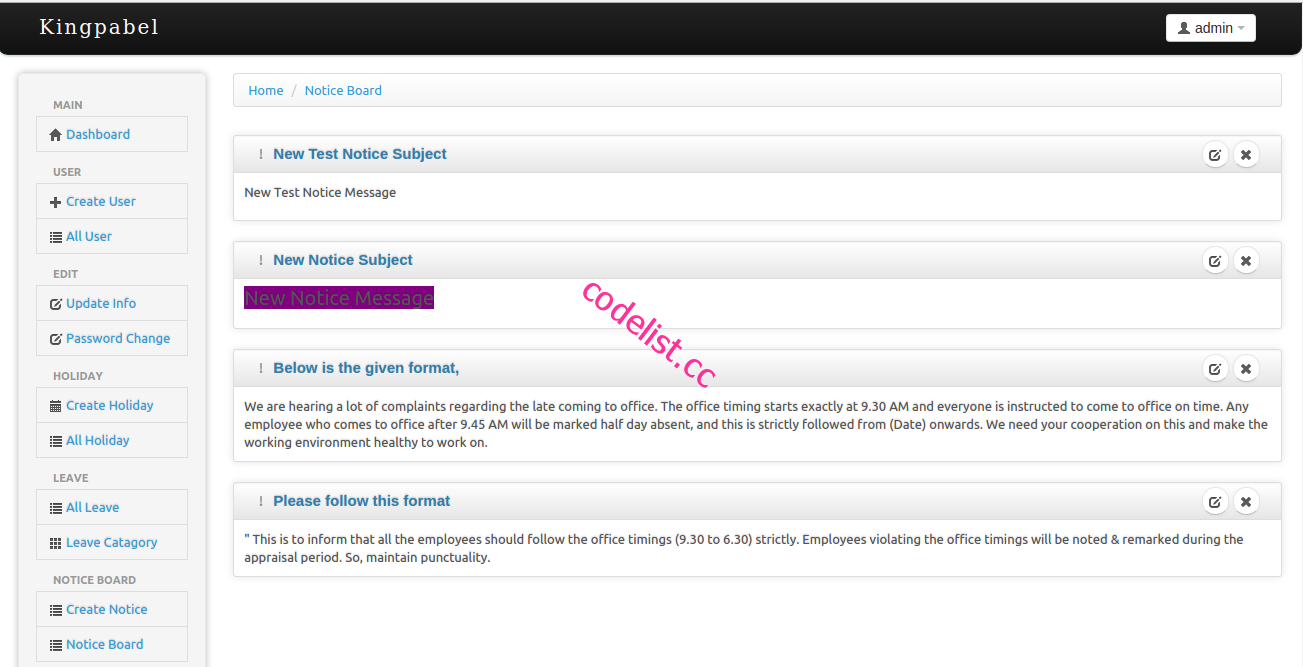 Kingpabel
admin
MAIN
Dashboard
USER
Create User
All User
EDIT
Update Info
Password Change
HOLIDAY
Create Holiday
All Holiday
LEAVE
All Leave
Leave Catagory
NOTICE BOARD
Create Notice
Notice Board
Home / Notice Board
! New Test Notice Subject
New Test Notice Message
! New Notice Subject
New Notice Message
codelist.cc
! Below is the given format,
We are hearing a lot of complaints regarding the late coming to office. The office timing starts exactly at 9.30 AM and everyone is instructed to come to office on time. Any
employee who comes to office after 9.45 AM will be marked half day absent, and this is strictly followed from (Date) onwards. We need your cooperation on this and make the
working environment healthy to work on.
! Please follow this format
" This is to inform that all the employees should follow the office timings (9.30 to 6.30) strictly. Employees violating the office timings will be noted & remarked during the
appraisal period. So, maintain punctuality.